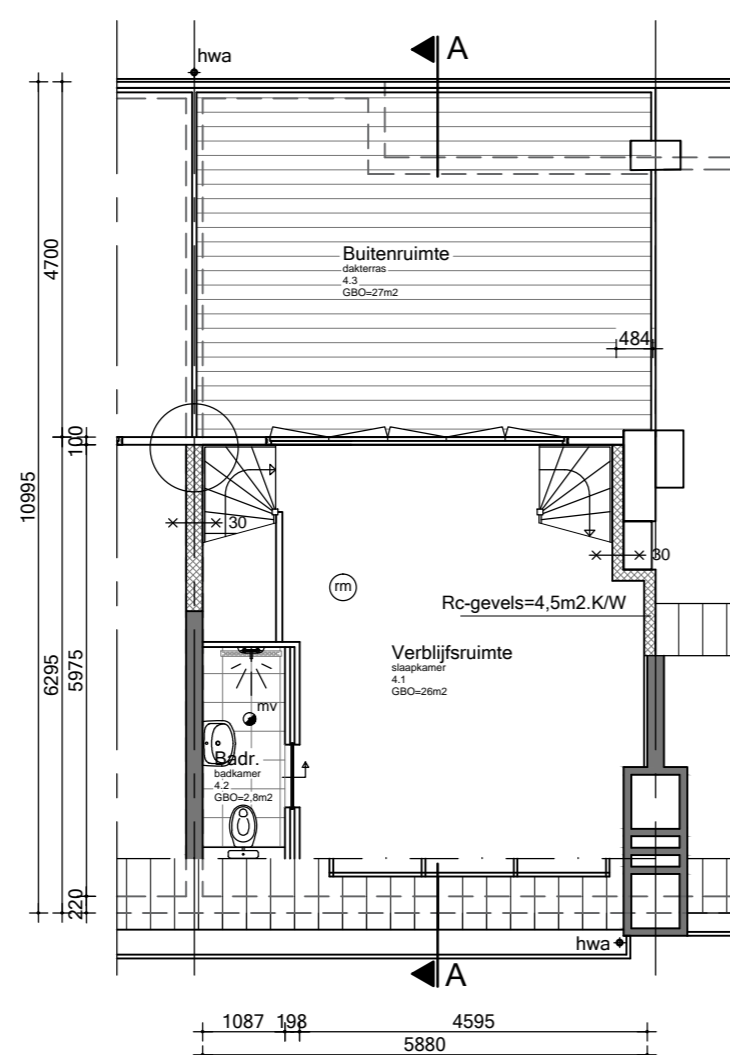 A
hwa
4700
Buitenruimte
dakterras
4.3
GBO=27m2
484
100
10995
30
30
rm
Rc-gevels=4,5m2.K/W
Verblijfsruimte
slaapkamer
4.1
GBO=26m2
6295
5975
mv
Badr.
badkamer
4.2
GBO=2,8m2
220
hwa
A
1087 198 4595
5880